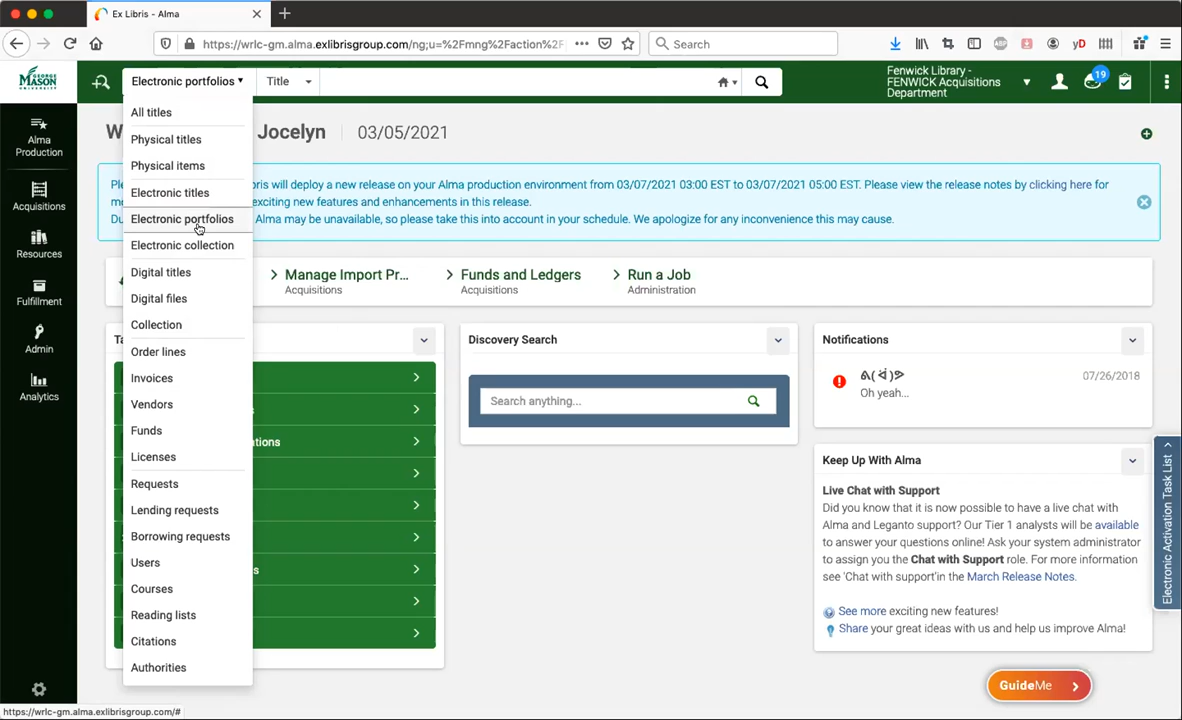 Ex Libris - Alma
https://wrlc-gm.alma.exlibrisgroup.com/ng;u=%2Fmng%2Faction%2F
Search
GEORGE
MASON
UNIVERSITY
Electronic portfolios
Title
Fenwick Library -
FENWICK Acquisitions
Department
19
Alma
Production
Acquisitions
Resources
Fulfillment
Admin
Analytics
All titles
Physical titles
Physical items
Electronic titles
Electronic portfolios
Electronic collection
Digital titles
Digital files
Collection
Order lines
Invoices
Vendors
Funds
Licenses
Requests
Lending requests
Borrowing requests
Users
Courses
Reading lists
Citations
Authorities
W Jocelyn 03/05/2021
Ple bris will deploy a new release on your Alma production environment from 03/07/2021 03:00 EST to 03/07/2021 05:00 EST. Please view the release notes by clicking here for
mo exciting new features and enhancements in this release.
Du Alma may be unavailable, so please take this into account in your schedule. We apologize for any inconvenience this may cause.
Manage Import Pr...
Acquisitions
Funds and Ledgers
Acquisitions
Run a Job
Administration
Ta
ations
s
Discovery Search
Search anything...
Notifications
ᕕ( ᐛ )ᕗ
Oh yeah...
07/26/2018
Keep Up With Alma
Live Chat with Support
Did you know that it is now possible to have a live chat with
Alma and Leganto support? Our Tier 1 analysts will be available
to answer your questions online! Ask your system administrator
to assign you the Chat with Support role. For more information
see 'Chat with support'in the March Release Notes.
See more exciting new features!
Share your great ideas with us and help us improve Alma!
Electronic Activation Task List
GuideMe
https://wrlc-gm.alma.exlibrisgroup.com/#